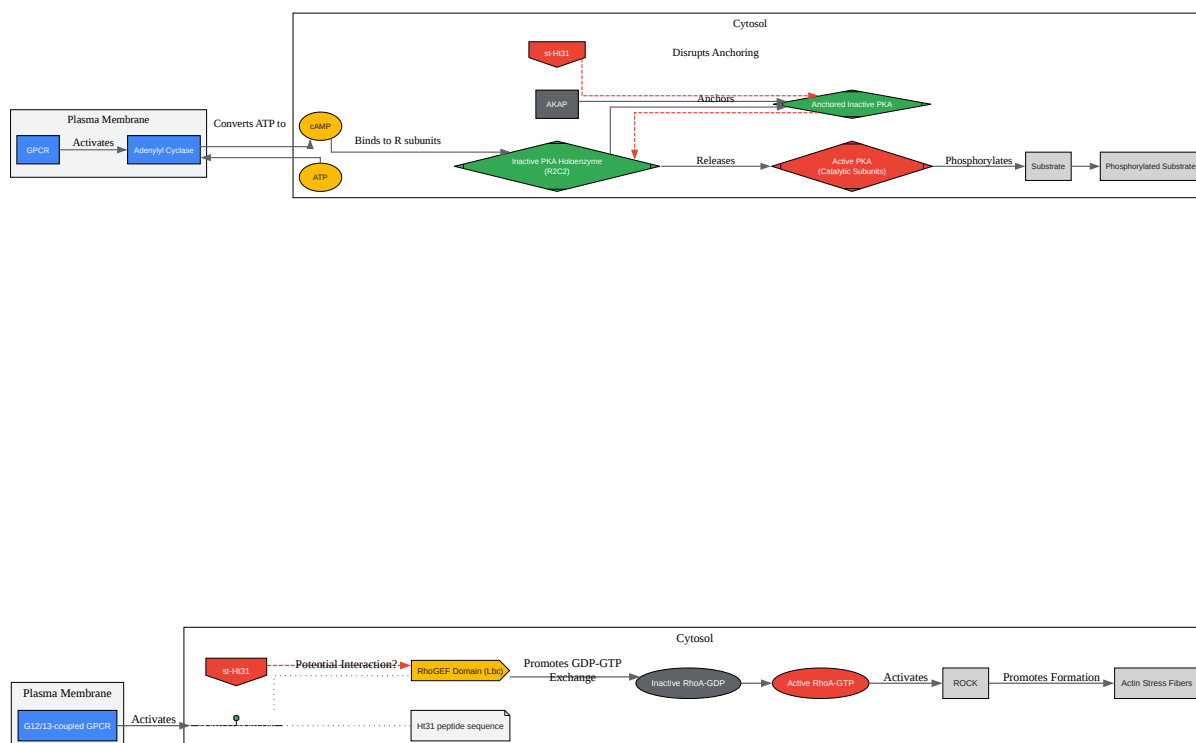 Cytosol
st-Ht31
Disrupts Anchoring
AKAP
Anchors
Anchored Inactive PKA
Plasma Membrane
GPCR
Activates
Adenylyl Cyclase
Converts ATP to
cAMP
ATP
Binds to R subunits
Inactive PKA Holoenzyme
(R2C2)
Releases
Active PKA
(Catalytic Subunits)
Phosphorylates
Substrate
Phosphorylated Substrate
Cytosol
st-Ht31
Potential Interaction?
RhoGEF Domain (Lbc)
Promotes GDP-GTP
Exchange
Inactive RhoA-GDP
Active RhoA-GTP
Activates
ROCK
Promotes Formation
Actin Stress Fibers
Plasma Membrane
G12/13-coupled GPCR
Activates
Ht31 peptide sequence